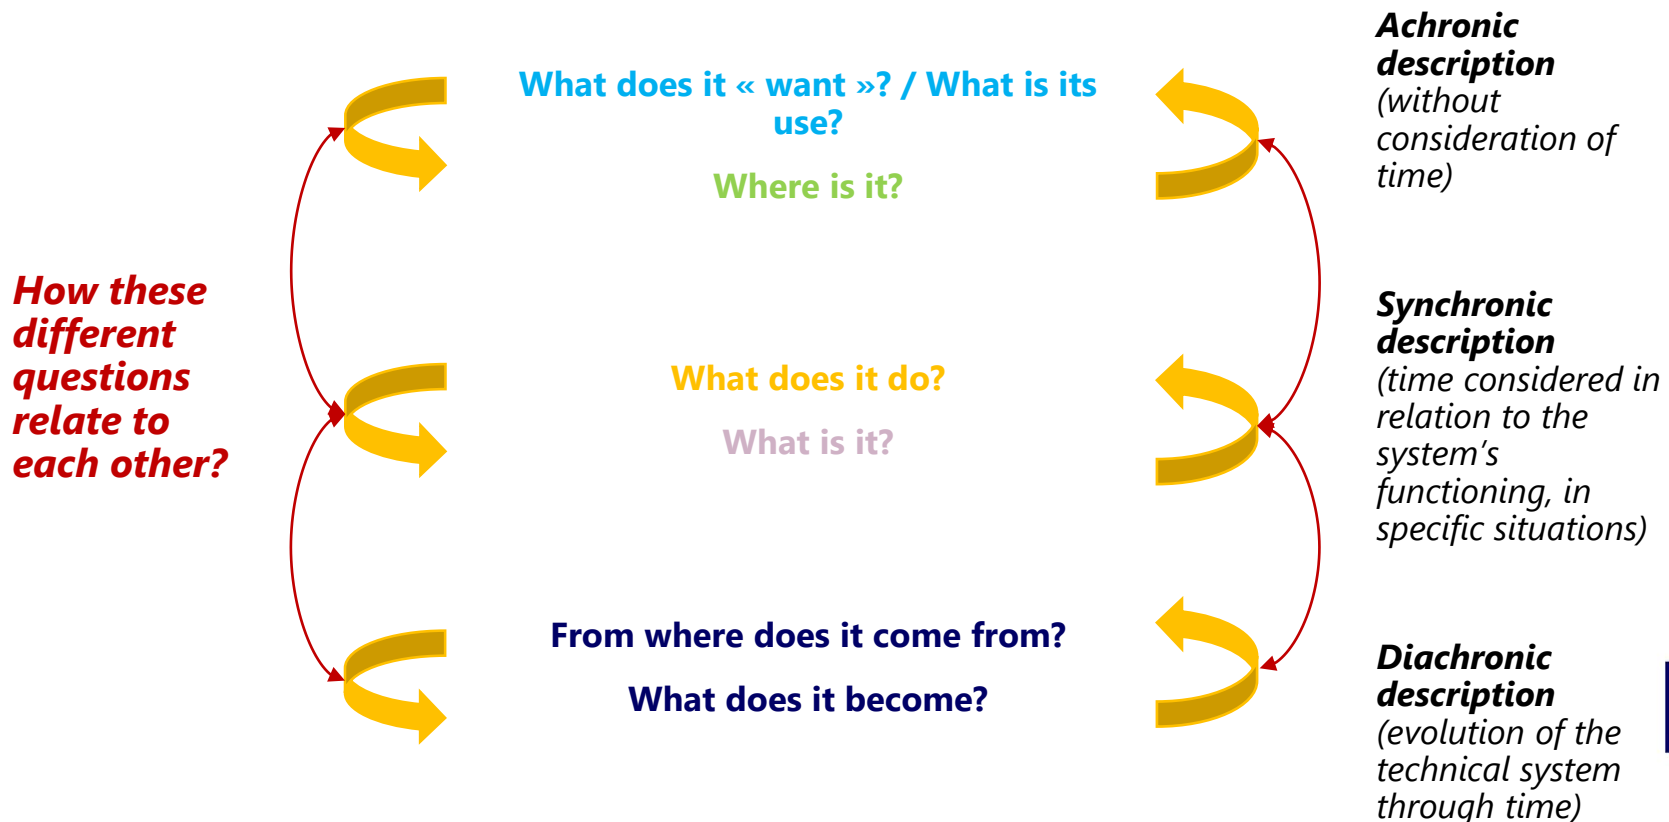 What does it « want »? / What is its
use?
Where is it?
Achronic
description
(without
consideration of
time)
How these
different
questions
relate to
each other?
What does it do?
What is it?
Synchronic
description
(time considered in
relation to the
system’s
functioning, in
specific situations)
From where does it come from?
What does it become?
Diachronic
description
(evolution of the
technical system
through time)